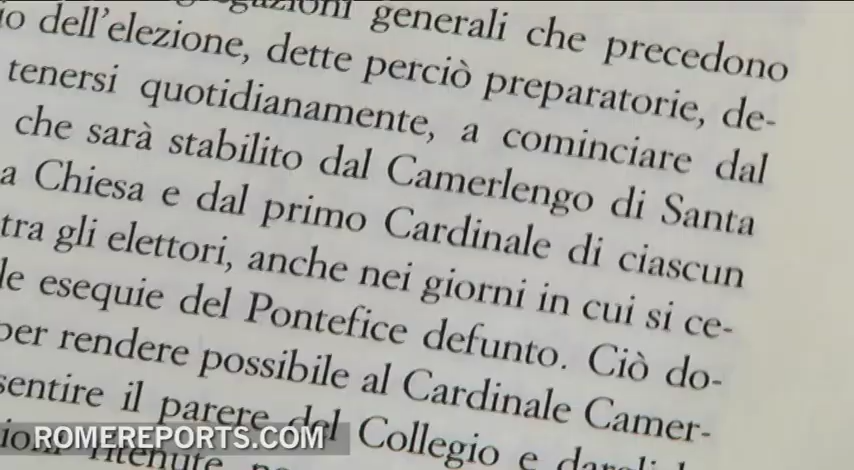 generali che precedono
dell'elezione, dette perciò preparatorie, de-
tenersi quotidianamente, a cominciare dal
che sarà stabilito dal Camerlengo di Santa
a Chiesa e dal primo Cardinale di ciascun
tra gli elettori, anche nei giorni in cui si ce-
le esequie del Pontefice defunto. Ciò do-
per rendere possibile al Cardinale Camer-
sentire il parere del Collegio e
ritenute
ROMEREPORTS.COM